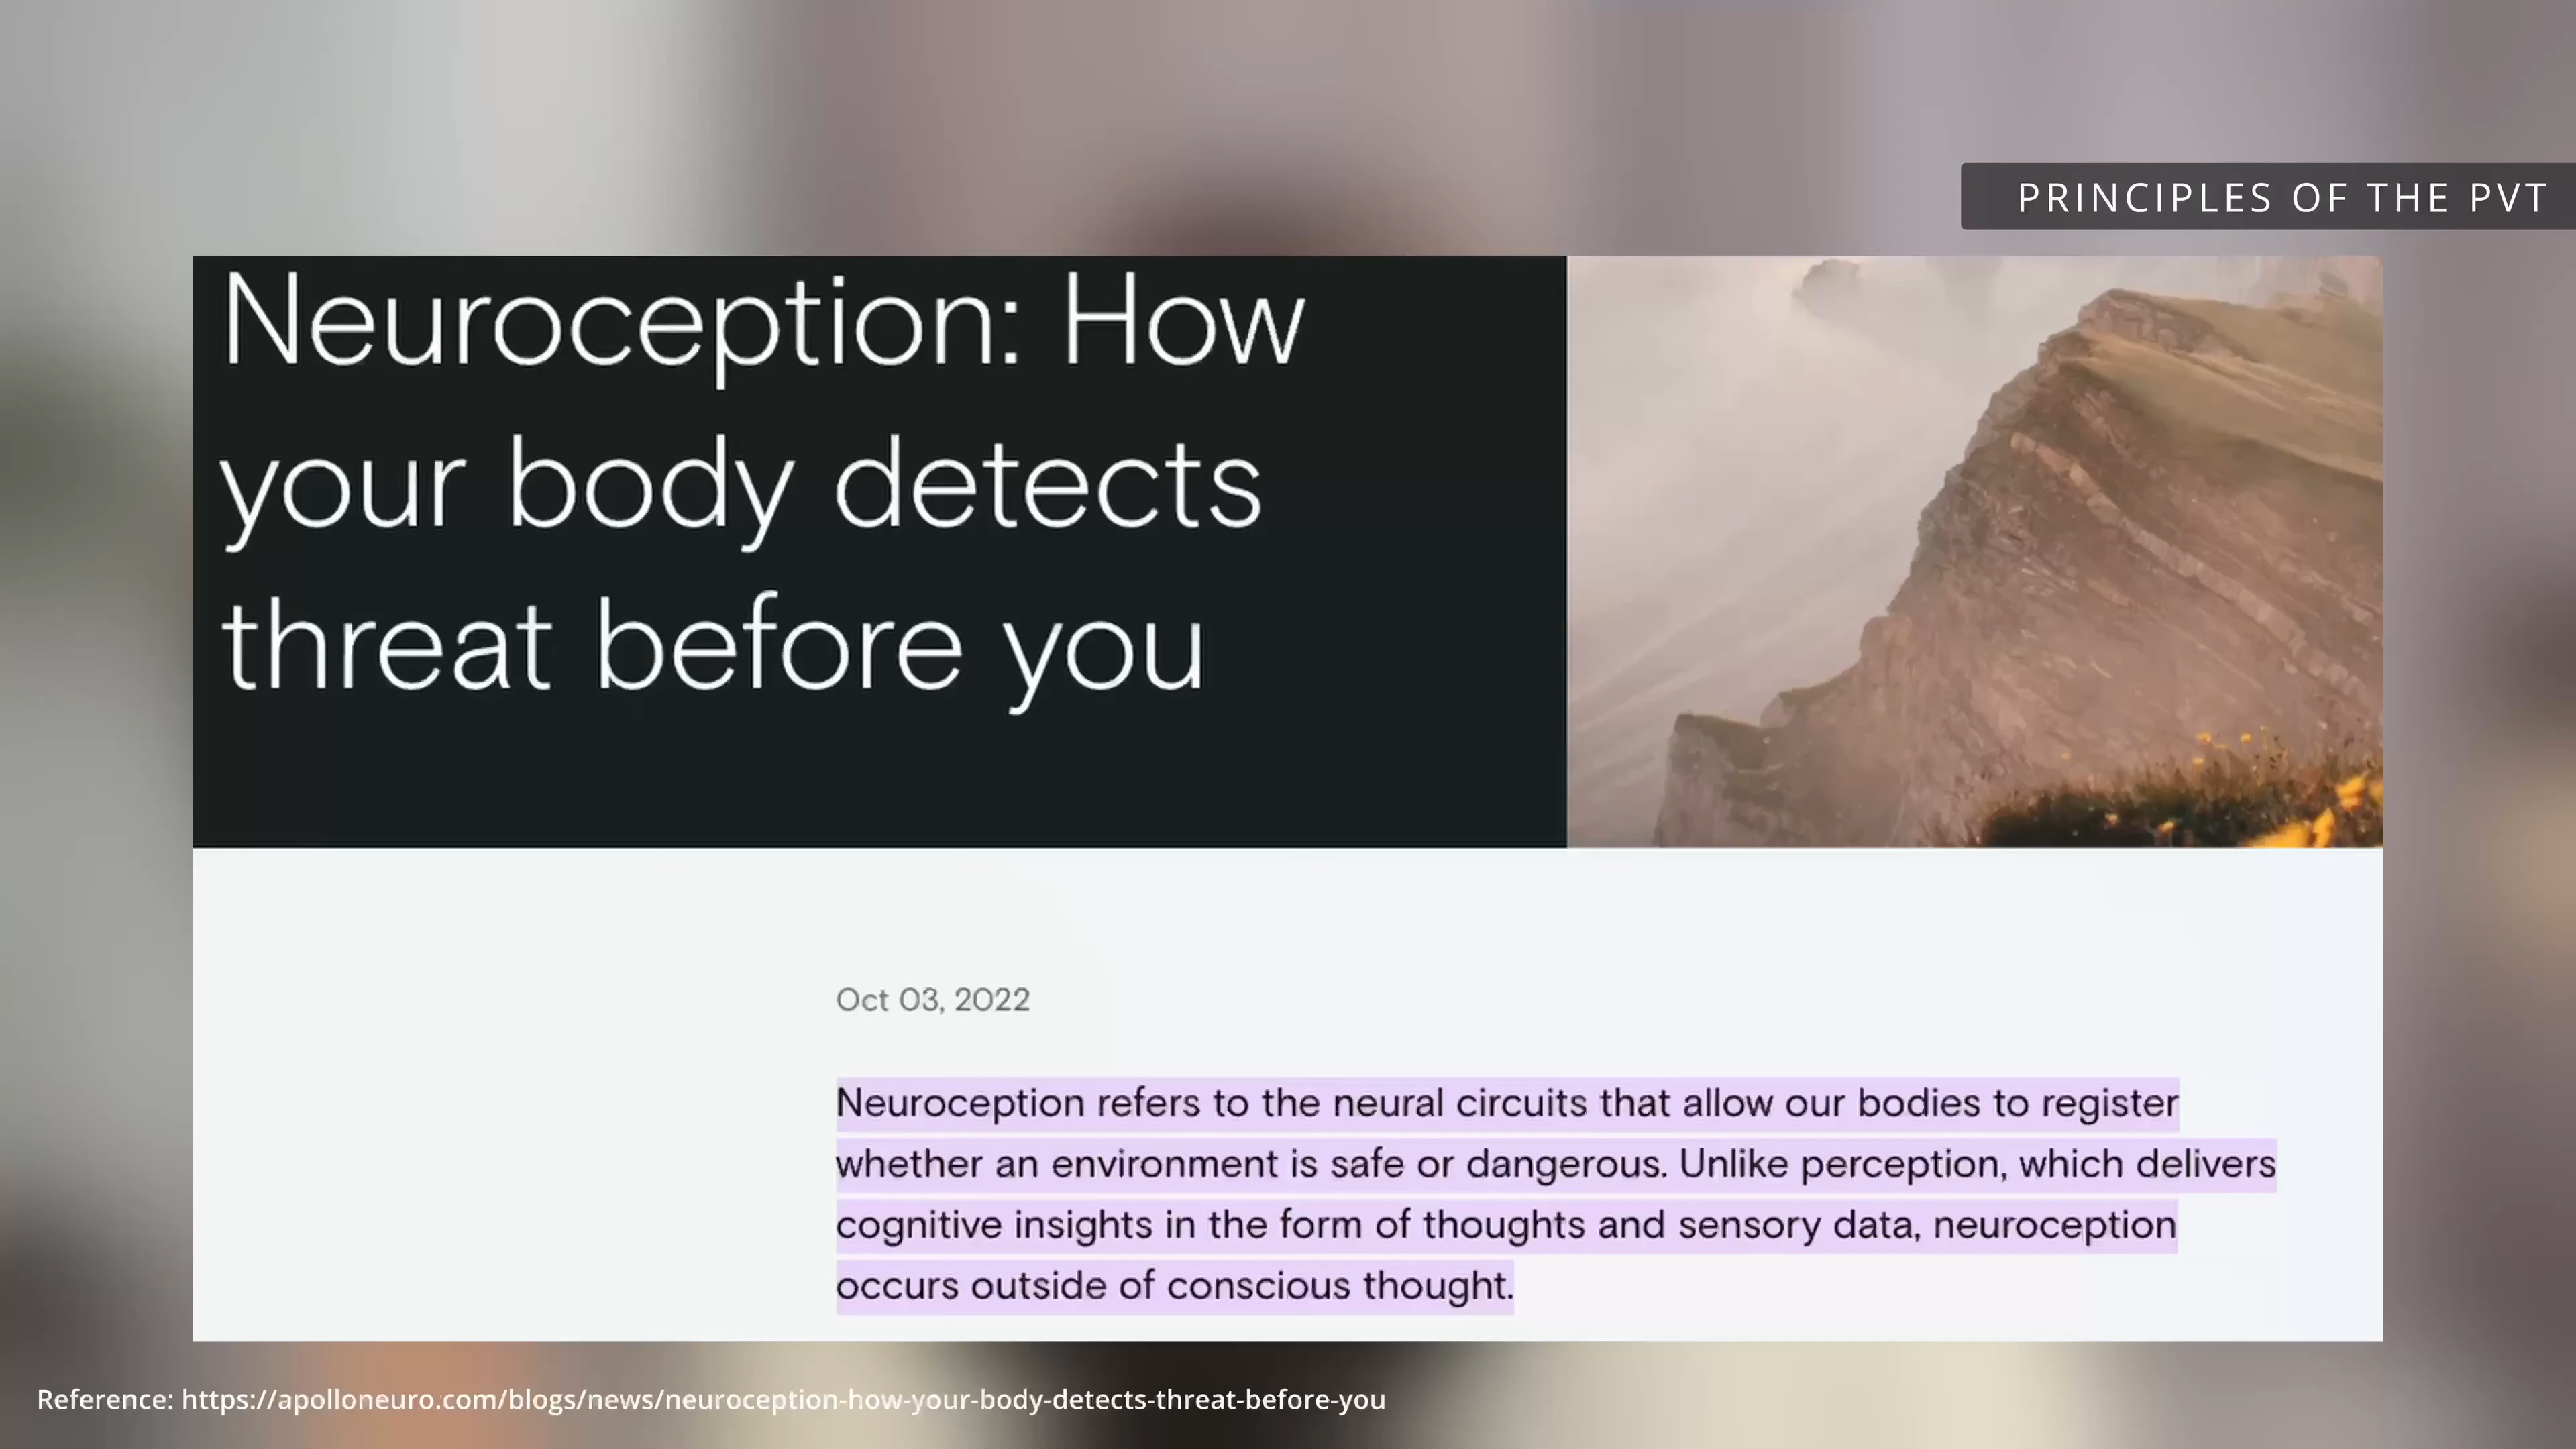 PRINCIPLES OF THE PVT
Neuroception: How
your body detects
threat before you
Oct 03, 2022
Neuroception refers to the neural circuits that allow our bodies to register
whether an environment is safe or dangerous. Unlike perception, which delivers
cognitive insights in the form of thoughts and sensory data, neuroception
occurs outside of conscious thought.
Reference: https://apolloneuro.com/blogs/news/neuroception-how-your-body-detects-threat-before-you